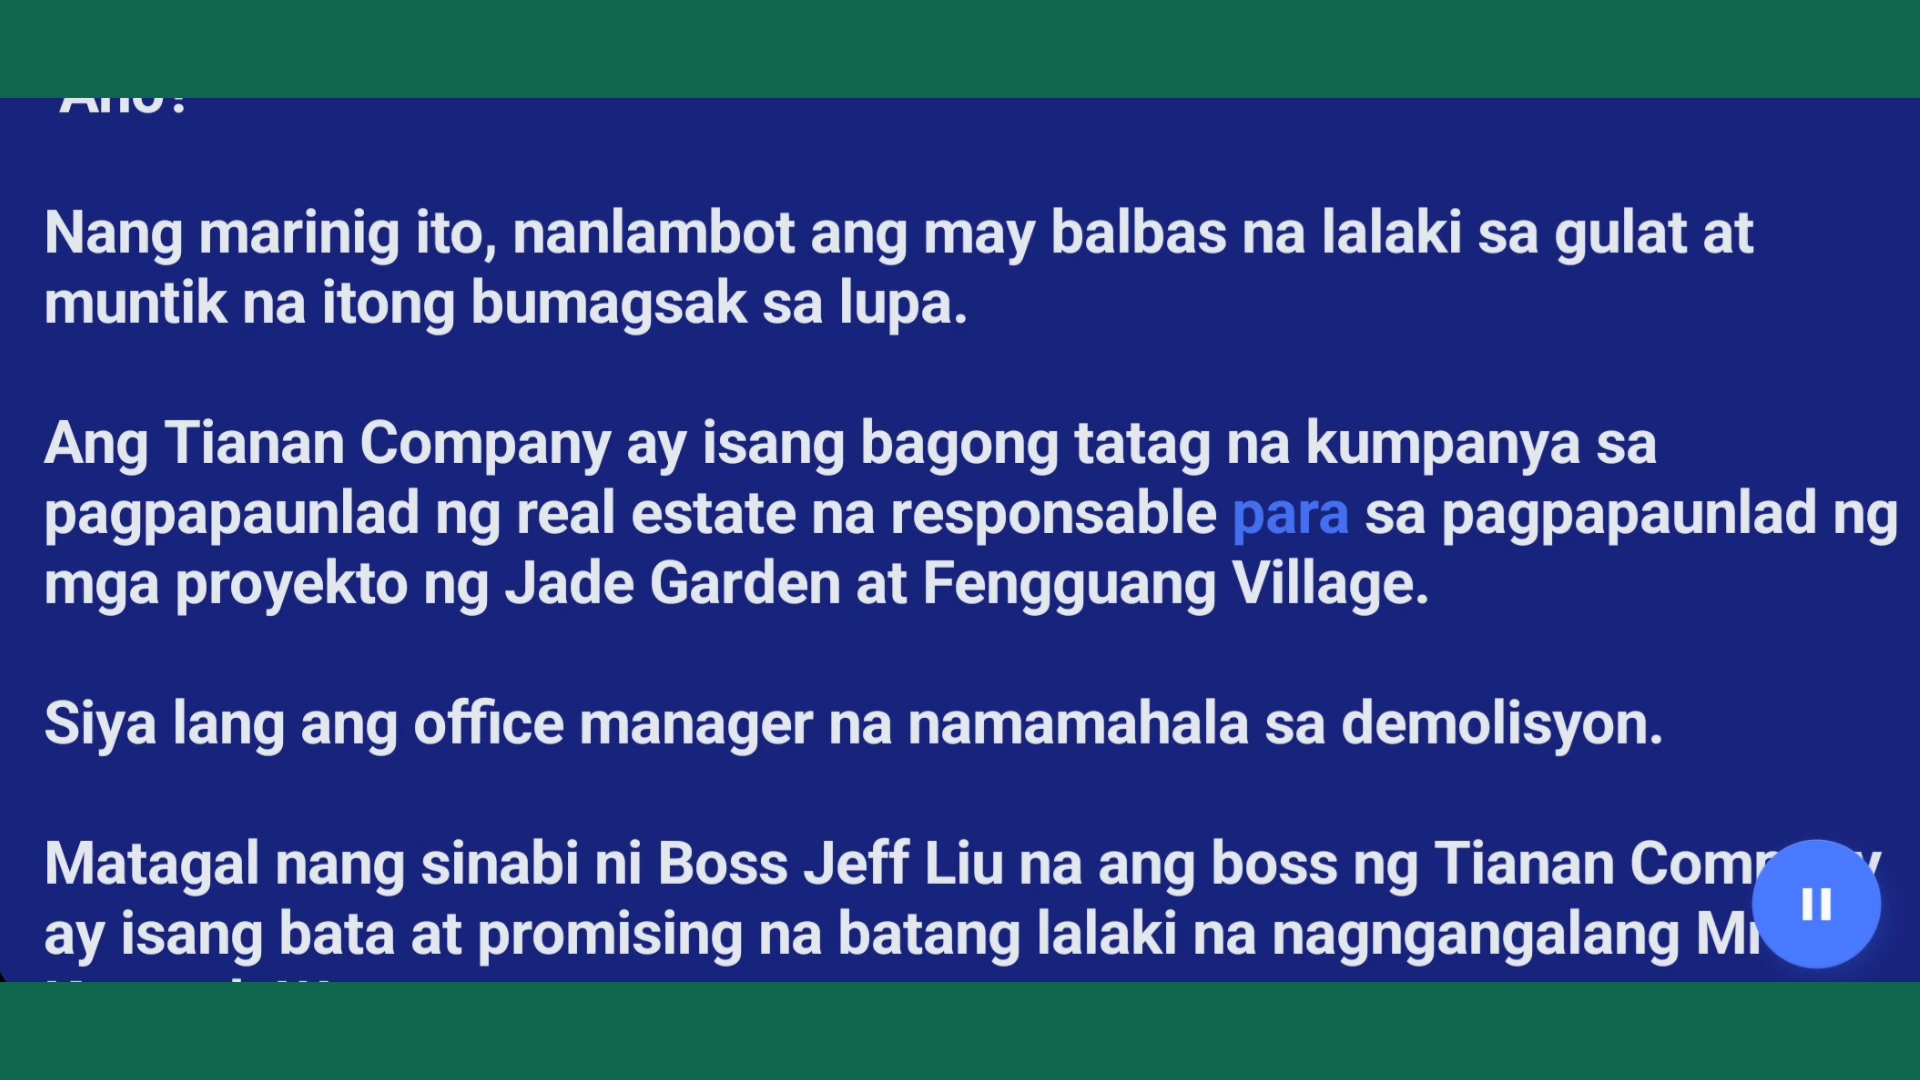 Ano?
Nang marinig ito, nanlambot ang may balbas na lalaki sa gulat at
muntik na itong bumagsak sa lupa.
Ang Tianan Company ay isang bagong tatag na kumpanya sa
pagpapaunlad ng real estate na responsable para sa pagpapaunlad ng
mga proyekto ng Jade Garden at Fengguang Village.
Siya lang ang office manager na namamahala sa demolisyon.
Matagal nang sinabi ni Boss Jeff Liu na ang boss ng Tianan Company
ay isang bata at promising na batang lalaki na nagngangalang Mr